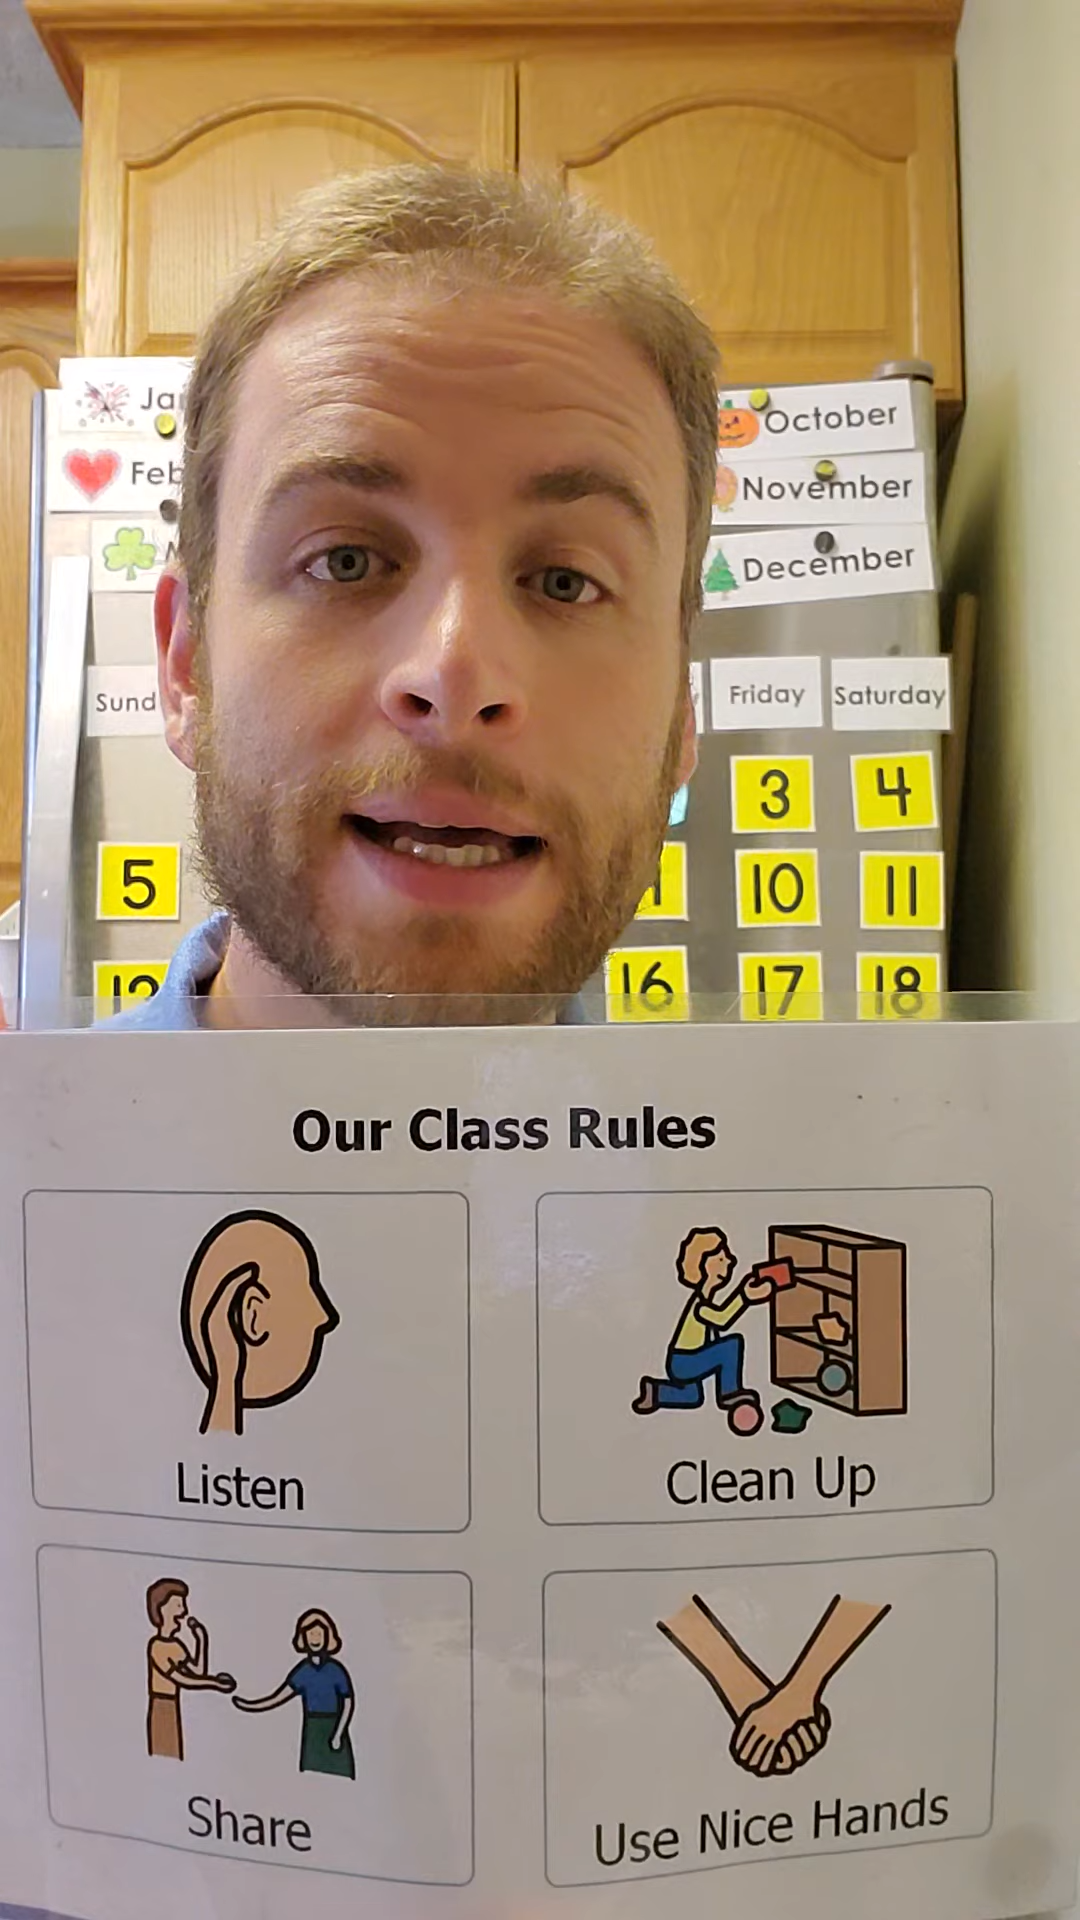 October
November
December
Friday Saturday
3 4
5 10 11
16 17 18
Our Class Rules
Listen
Clean Up
Share
Use Nice Hands